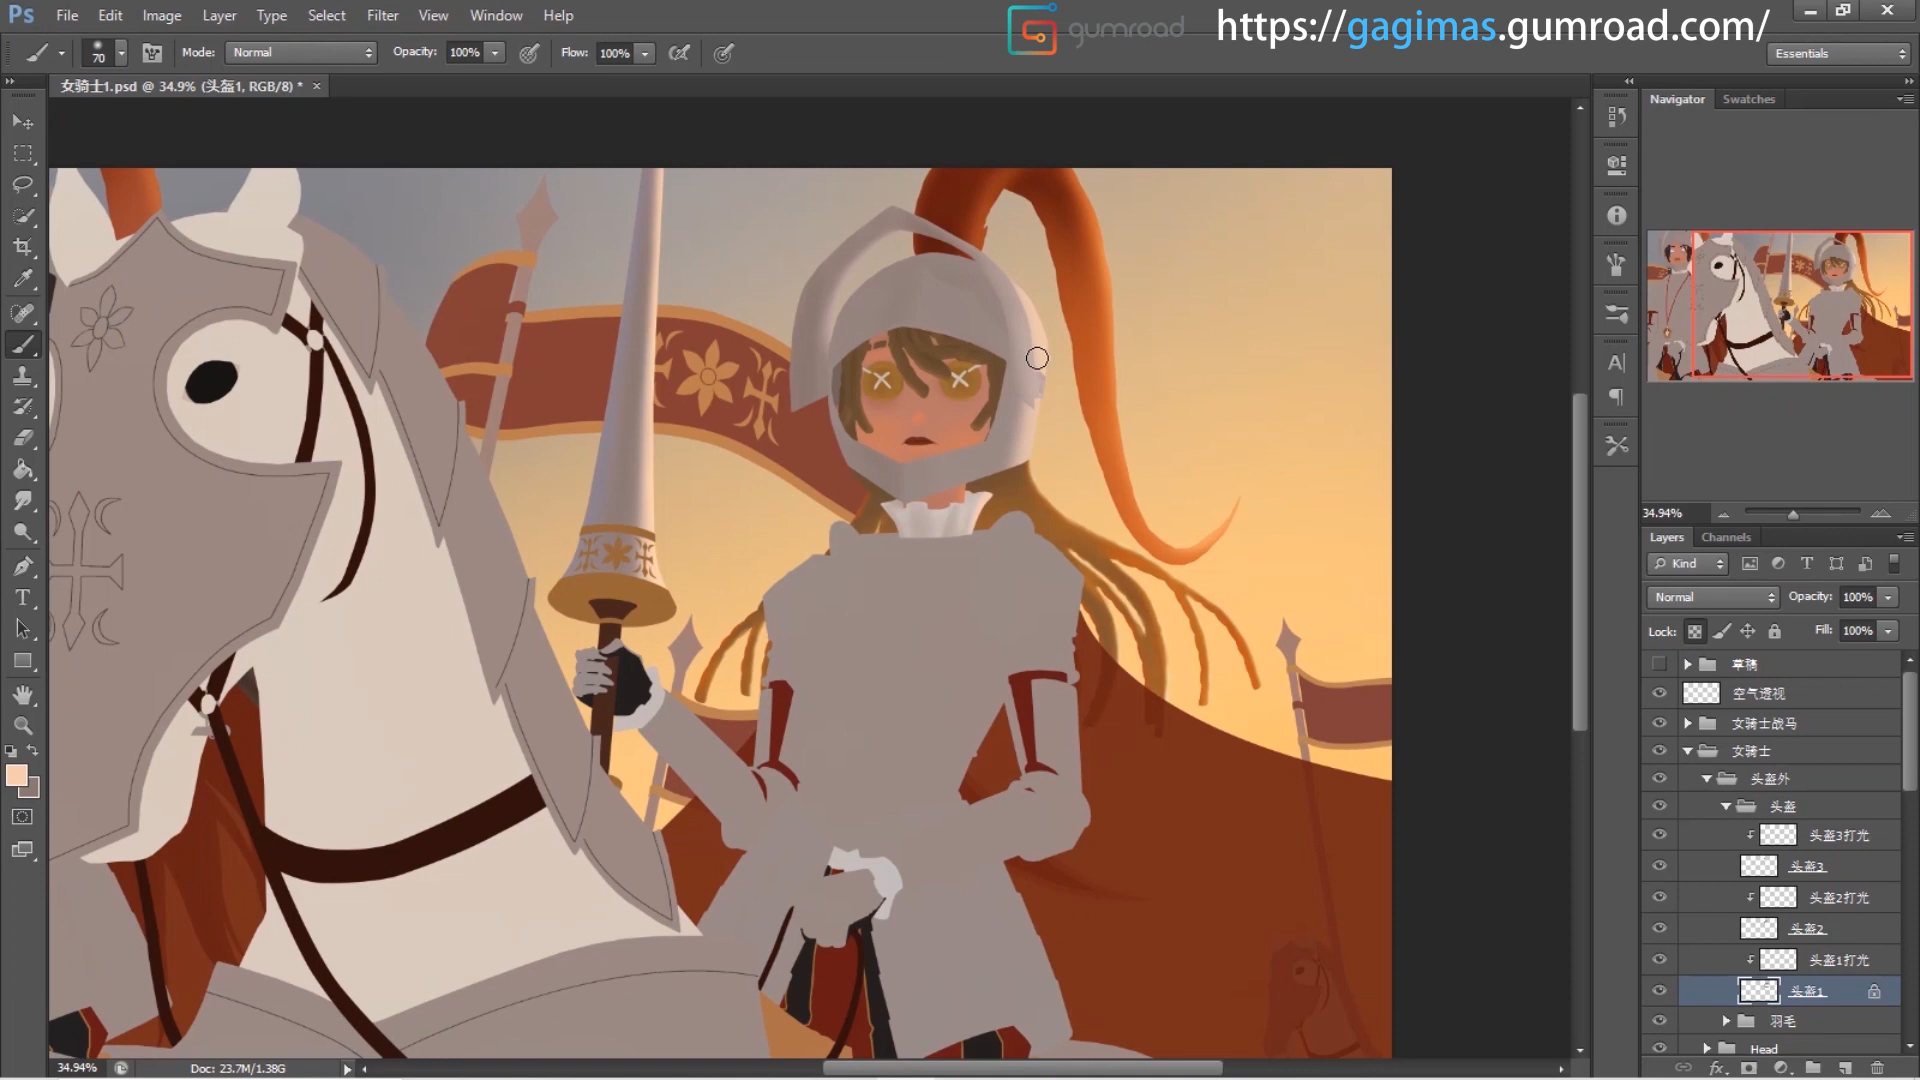 Ps File Edit Image Layer Type Select Filter View Window Help
gumroad https://gagimas.gumroad.com/
70 Mode: Normal Opacity: 100% Flow: 100% Essentials
女骑士1.psd @ 34.9% (头盔1, RGB/8) * ×
Navigator Swatches
34.94%
Layers Channels
Kind
Normal Opacity: 100%
Lock: Fill: 100%
草稿
空气透视
女骑士战马
女骑士
头盔外
头盔
头盔3打光
头盔3
头盔2打光
头盔2
头盔1打光
头盔1
羽毛
Head
34.94% Doc: 23.7M/1.38G